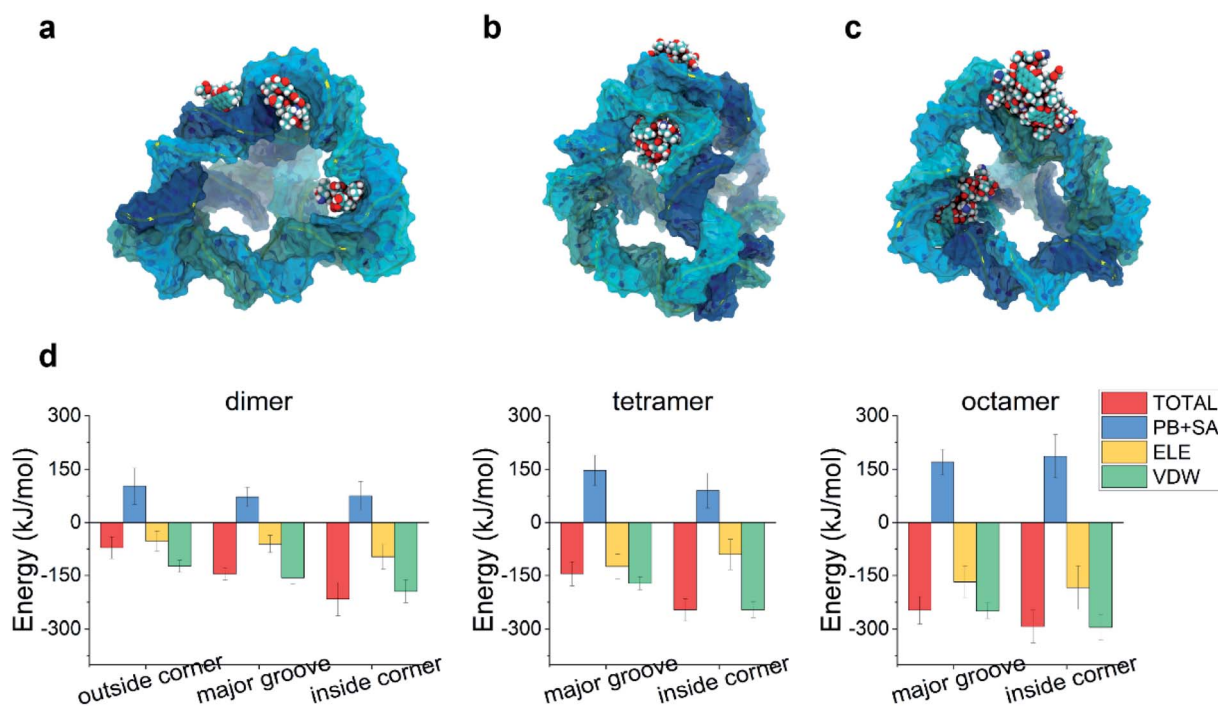 a
b
c
d
dimer
Energy (kJ/mol)
300
150
0
-150
-300
outside corner
major groove
inside corner
tetramer
Energy (kJ/mol)
300
150
0
-150
-300
major groove
inside corner
octamer
Energy (kJ/mol)
300
150
0
-150
-300
major groove
inside corner
TOTAL
PB+SA
ELE
VDW